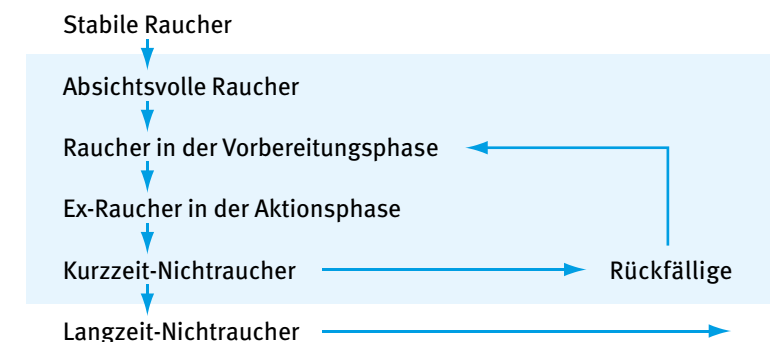 Stabile Raucher
Absichtsvolle Raucher
Raucher in der Vorbereitungsphase
Ex-Raucher in der Aktionsphase
Kurzzeit-Nichtraucher
Rückfällige
Langzeit-Nichtraucher